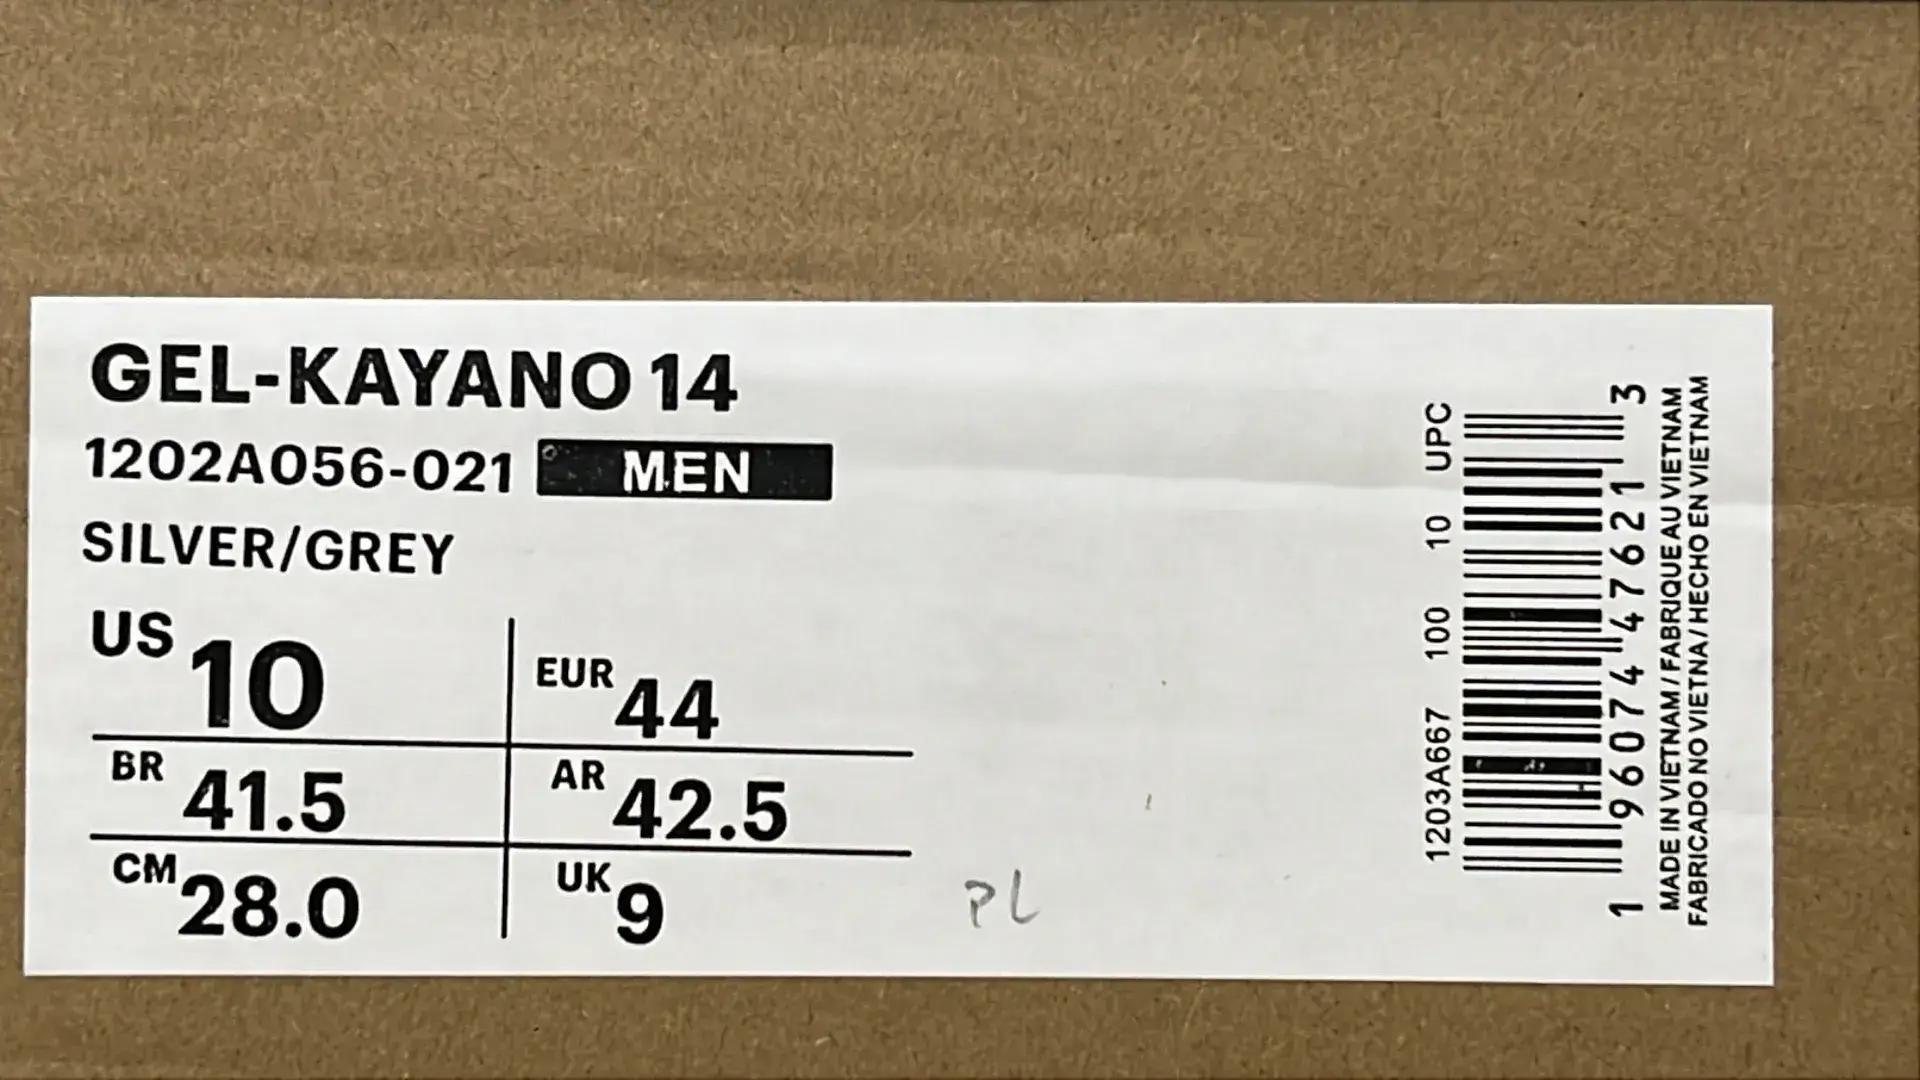 GEL-KAYANO 14
1202A056-021 MEN
SILVER/GREY
US 10
EUR 44
BR 41.5
AR 42.5
CM 28.0
UK 9
PL
1203A667 100 10 UPC
1 96074 47621 3
MADE IN VIETNAM / FABRIQUE AU VIETNAM
FABRICADO NO VIETNA / HECHO EN VIETNAM